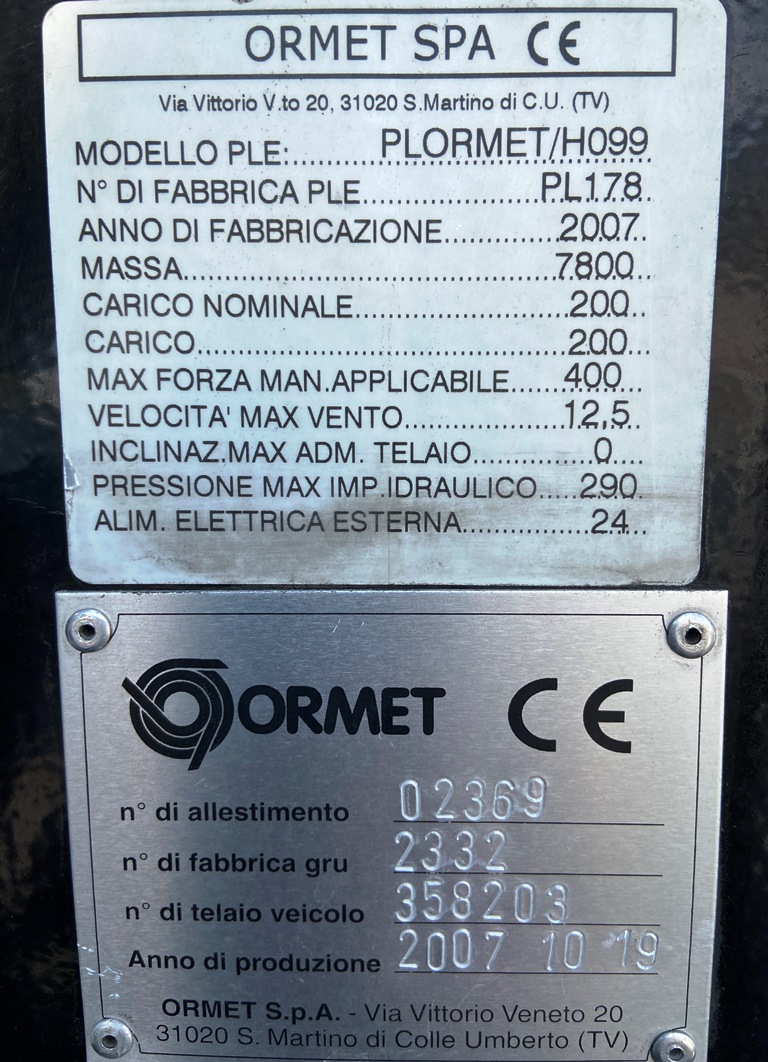 ORMET SPA CE
Via Vittorio V.to 20, 31020 S.Martino di C.U. (TV)
MODELLO PLE:..............PLORMET/H099
N° DI FABBRICA PLE....................PL178
ANNO DI FABBRICAZIONE............2007
MASSA.............................................7800
CARICO NOMINALE.....................200
CARICO...........................................200
MAX FORZA MAN.APPLICABILE......400
VELOCITA' MAX VENTO................12,5
INCLINAZ.MAX ADM. TELAIO............0
PRESSIONE MAX IMP.IDRAULICO....290
ALIM. ELETTRICA ESTERNA.............24
ORMET CE
n° di allestimento 02369
n° di fabbrica gru 2332
n° di telaio veicolo 358203
Anno di produzione 2007 10 19
ORMET S.p.A. - Via Vittorio Veneto 20
31020 S. Martino di Colle Umberto (TV)